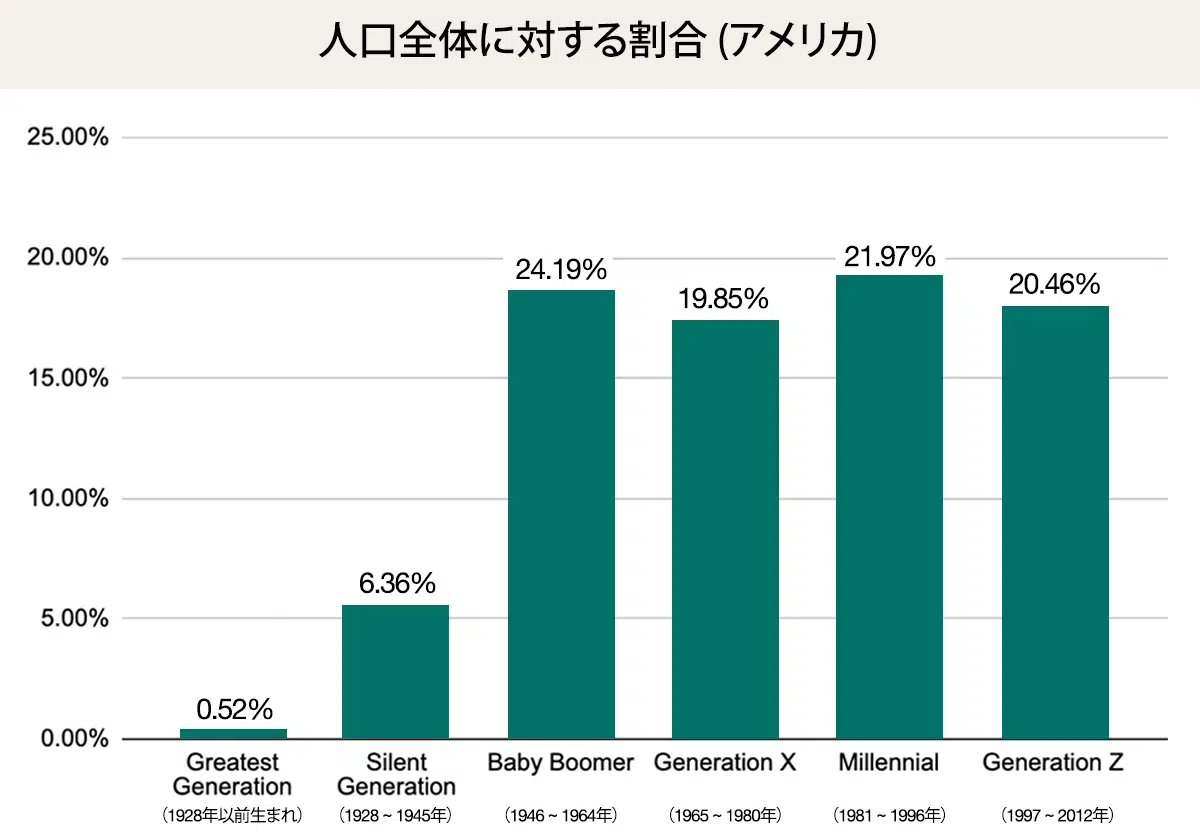 人口全体に対する割合 (アメリカ)
25.00%
20.00%
15.00%
10.00%
5.00%
0.00%
0.52%
6.36%
24.19%
19.85%
21.97%
20.46%
Greatest
Generation
（1928年以前生まれ）
Silent
Generation
（1928 ~ 1945年）
Baby Boomer
（1946 ~ 1964年）
Generation X
（1965 ~ 1980年）
Millennial
（1981 ~ 1996年）
Generation Z
（1997 ~ 2012年）